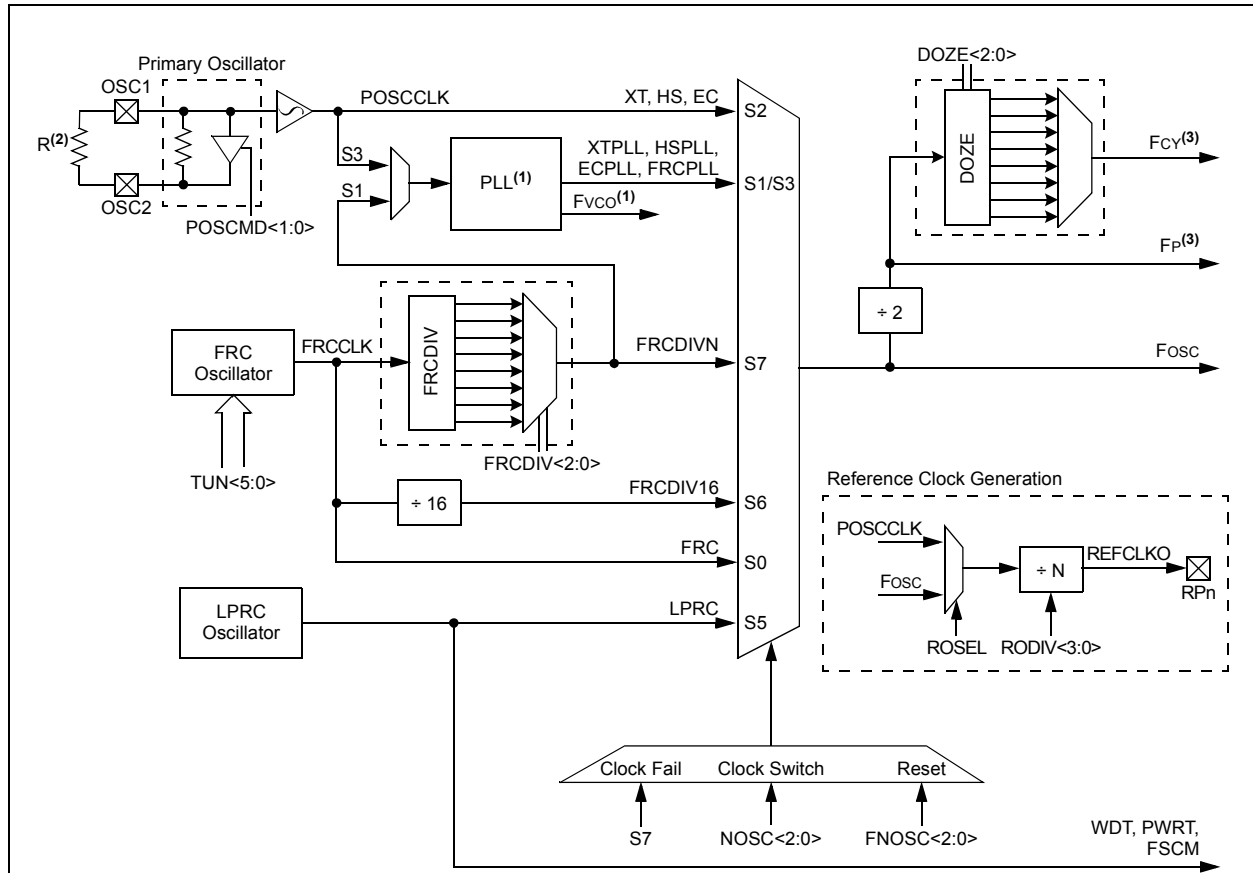 Primary Oscillator
OSC1
R(2)
OSC2
POSCMD<1:0>
POSCCLK
S3
S1
PLL(1)
XT, HS, EC
XTPLL, HSPLL,
ECPLL, FRCPLL
FVCO(1)
S2
S1/S3
DOZE<2:0>
DOZE
FCY(3)
FP(3)
÷ 2
FOSC
FRC
Oscillator
TUN<5:0>
FRCCLK
FRCDIV
FRCDIV<2:0>
FRCDIVN
S7
÷ 16
FRCDIV16
S6
FRC
S0
LPRC
Oscillator
LPRC
S5
Reference Clock Generation
POSCCLK
FOSC
÷ N
REFCLKO
RPn
ROSEL
RODIV<3:0>
Clock Fail
Clock Switch
Reset
S7
NOSC<2:0>
FNOSC<2:0>
WDT, PWRT,
FSCM